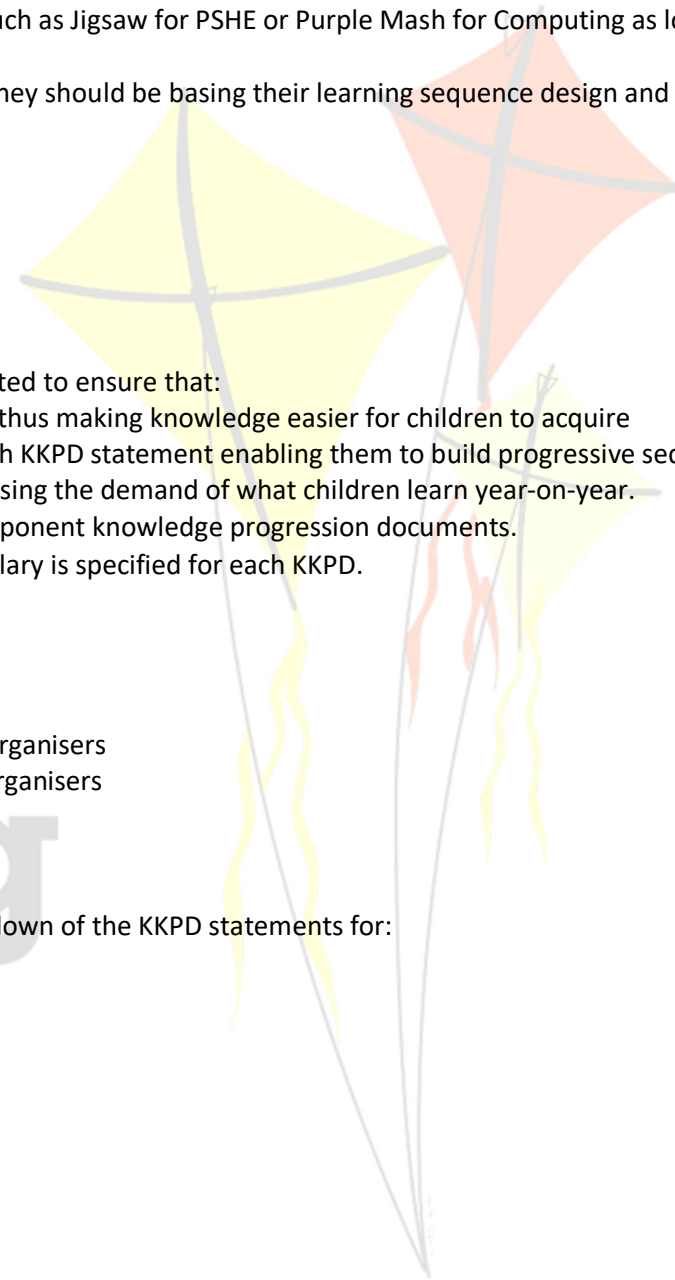 uch as Jigsaw for PSHE or Purple Mash for Computing as lo
hey should be basing their learning sequence design and
ted to ensure that:
thus making knowledge easier for children to acquire
h KKPD statement enabling them to build progressive sec
sing the demand of what children learn year-on-year.
ponent knowledge progression documents.
lary is specified for each KKPD.
rganisers
rganisers
g
down of the KKPD statements for: